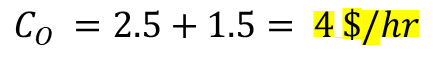 C_O = 2.5 + 1.5 = 4 $/hr